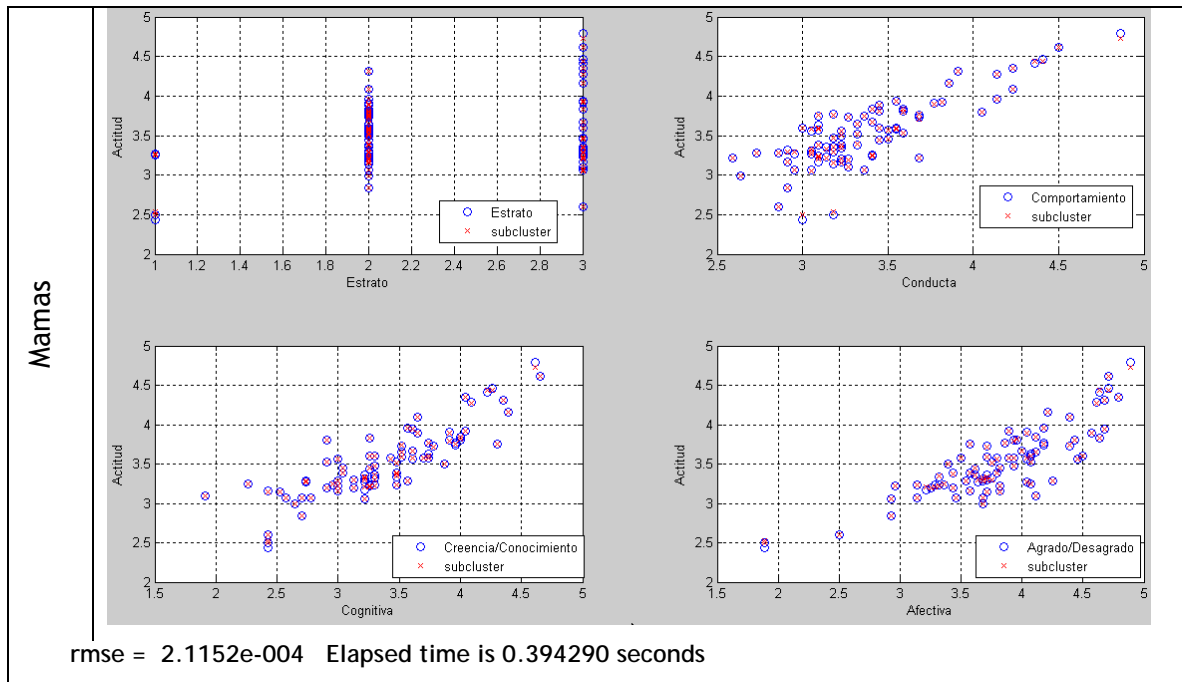 Mamas
5
4.5
4
3.5
3
2.5
2
Actitud
1 1.2 1.4 1.6 1.8 2 2.2 2.4 2.6 2.8 3
Estrato
Estrato
subcluster
5
4.5
4
3.5
3
2.5
2
Actitud
2.5 3 3.5 4 4.5 5
Conducta
Comportamiento
subcluster
5
4.5
4
3.5
3
2.5
2
Actitud
1.5 2 2.5 3 3.5 4 4.5 5
Cognitiva
Creencia/Conocimiento
subcluster
5
4.5
4
3.5
3
2.5
2
Actitud
1.5 2 2.5 3 3.5 4 4.5 5
Afectiva
Agrado/Desagrado
subcluster
rmse = 2.1152e-004 Elapsed time is 0.394290 seconds